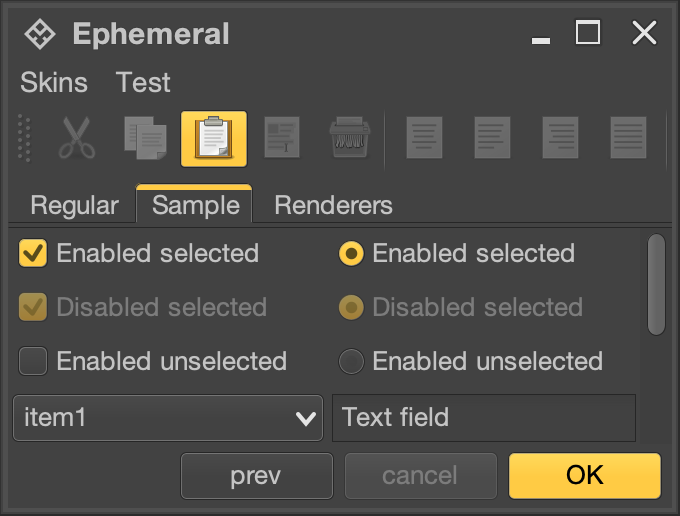 Ephemeral
Skins Test
Regular Sample Renderers
Enabled selected Enabled selected
Disabled selected Disabled selected
Enabled unselected Enabled unselected
item1 Text field
prev cancel OK